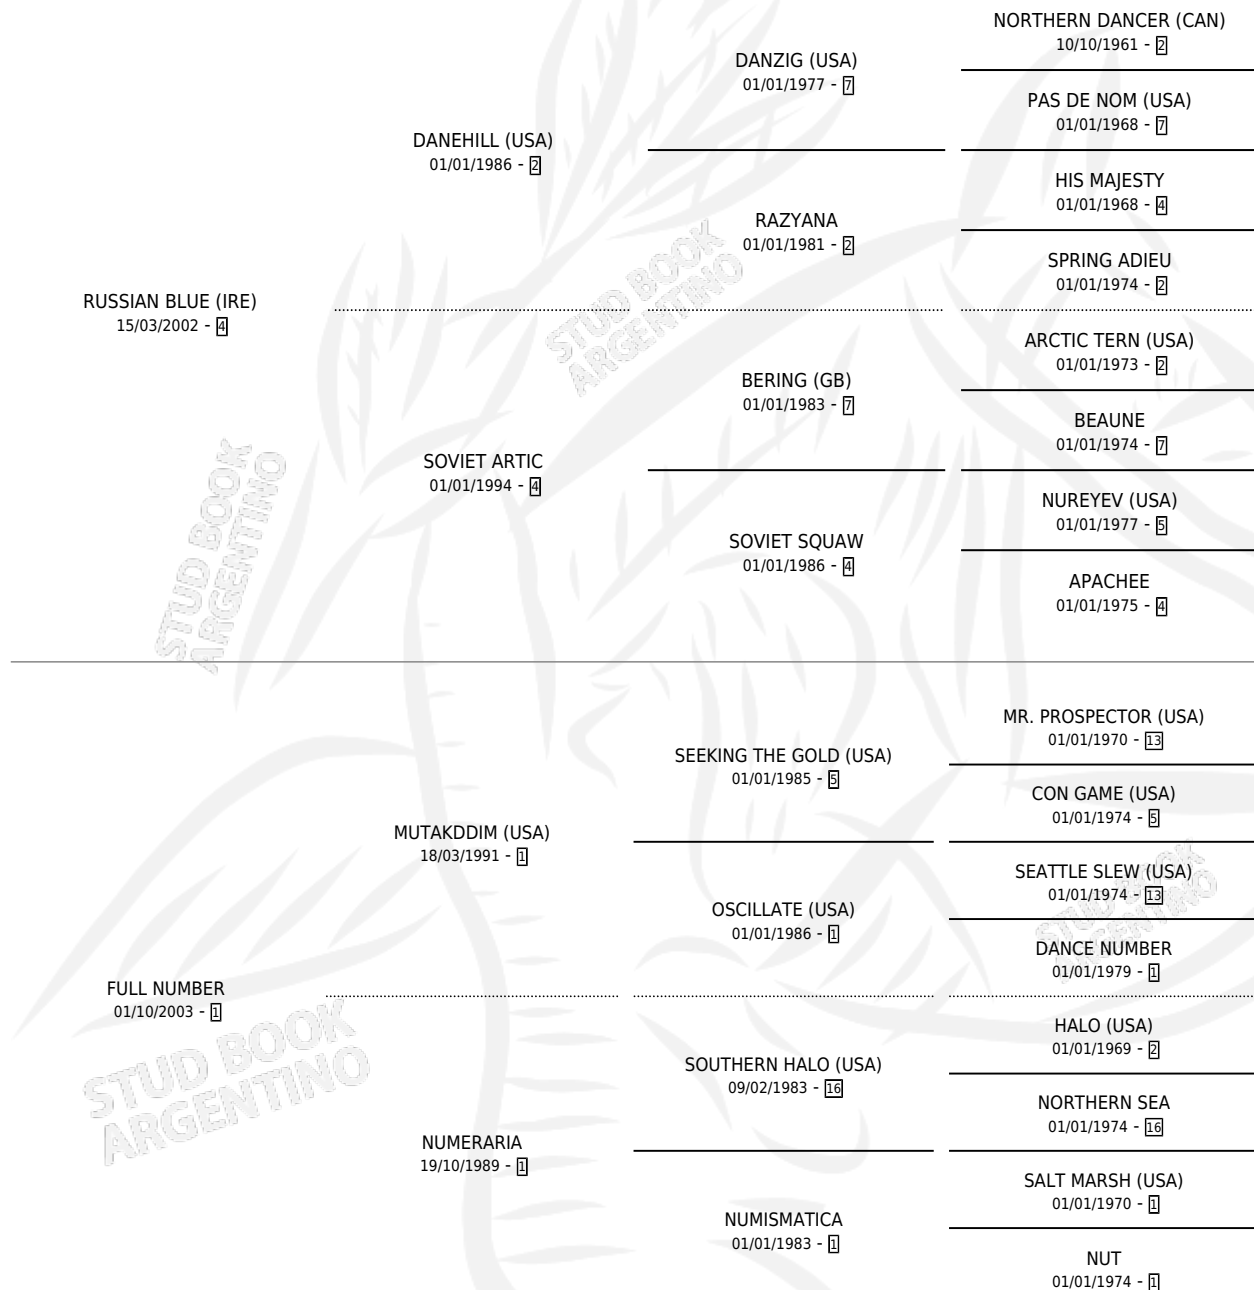 NORTHERN DANCER (CAN)
10/10/1961 - 2
DANZIG (USA)
01/01/1977 - 7
PAS DE NOM (USA)
01/01/1968 - 7
DANEHILL (USA)
01/01/1986 - 2
HIS MAJESTY
01/01/1968 - 4
RAZYANA
01/01/1981 - 2
SPRING ADIEU
01/01/1974 - 2
RUSSIAN BLUE (IRE)
15/03/2002 - 4
STUD BOOK
ARGENTINO
ARCTIC TERN (USA)
01/01/1973 - 2
BERING (GB)
01/01/1983 - 7
BEAUNE
01/01/1974 - 7
SOVIET ARTIC
01/01/1994 - 4
NUREYEV (USA)
01/01/1977 - 5
SOVIET SQUAW
01/01/1986 - 4
APACHEE
01/01/1975 - 4
STUD BOOK
ARGENTINO
MR. PROSPECTOR (USA)
01/01/1970 - 13
SEEKING THE GOLD (USA)
01/01/1985 - 5
CON GAME (USA)
01/01/1974 - 5
MUTAKDDIM (USA)
18/03/1991 - 1
SEATTLE SLEW (USA)
01/01/1974 - 13
STUD BOOK
ARGENTINO
OSCILLATE (USA)
01/01/1986 - 1
DANCE NUMBER
01/01/1979 - 1
FULL NUMBER
01/10/2003 - 1
STUD BOOK
ARGENTINO
HALO (USA)
01/01/1969 - 2
SOUTHERN HALO (USA)
09/02/1983 - 16
NORTHERN SEA
01/01/1974 - 16
NUMERARIA
19/10/1989 - 1
SALT MARSH (USA)
01/01/1970 - 1
NUMISMATICA
01/01/1983 - 1
NUT
01/01/1974 - 1